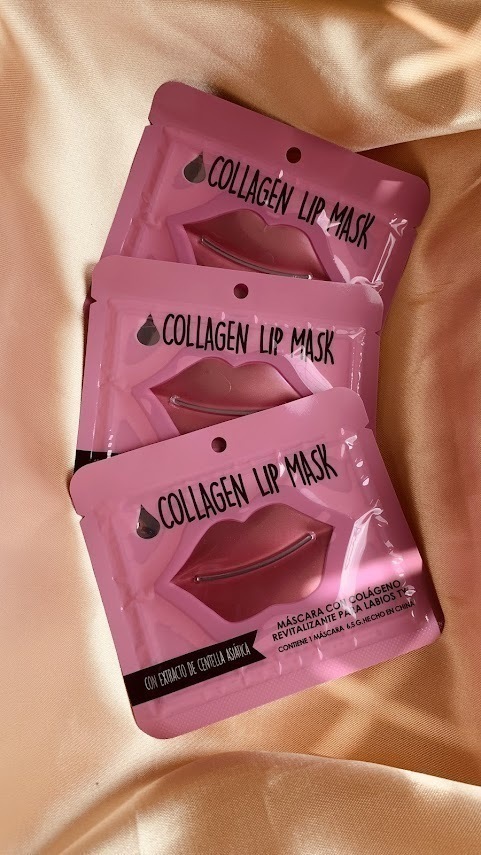 COLLAGEN LIP MASK
COLLAGEN LIP MASK
COLLAGEN LIP MASK
MÁSCARA CON COLÁGENO
REVITALIZANTE PARA LABIOS TX
CONTIENE 1 MÁSCARA 6.5 G. HECHO EN CHINA
CON EXTRACTO DE CENTELLA ASIÁTICA